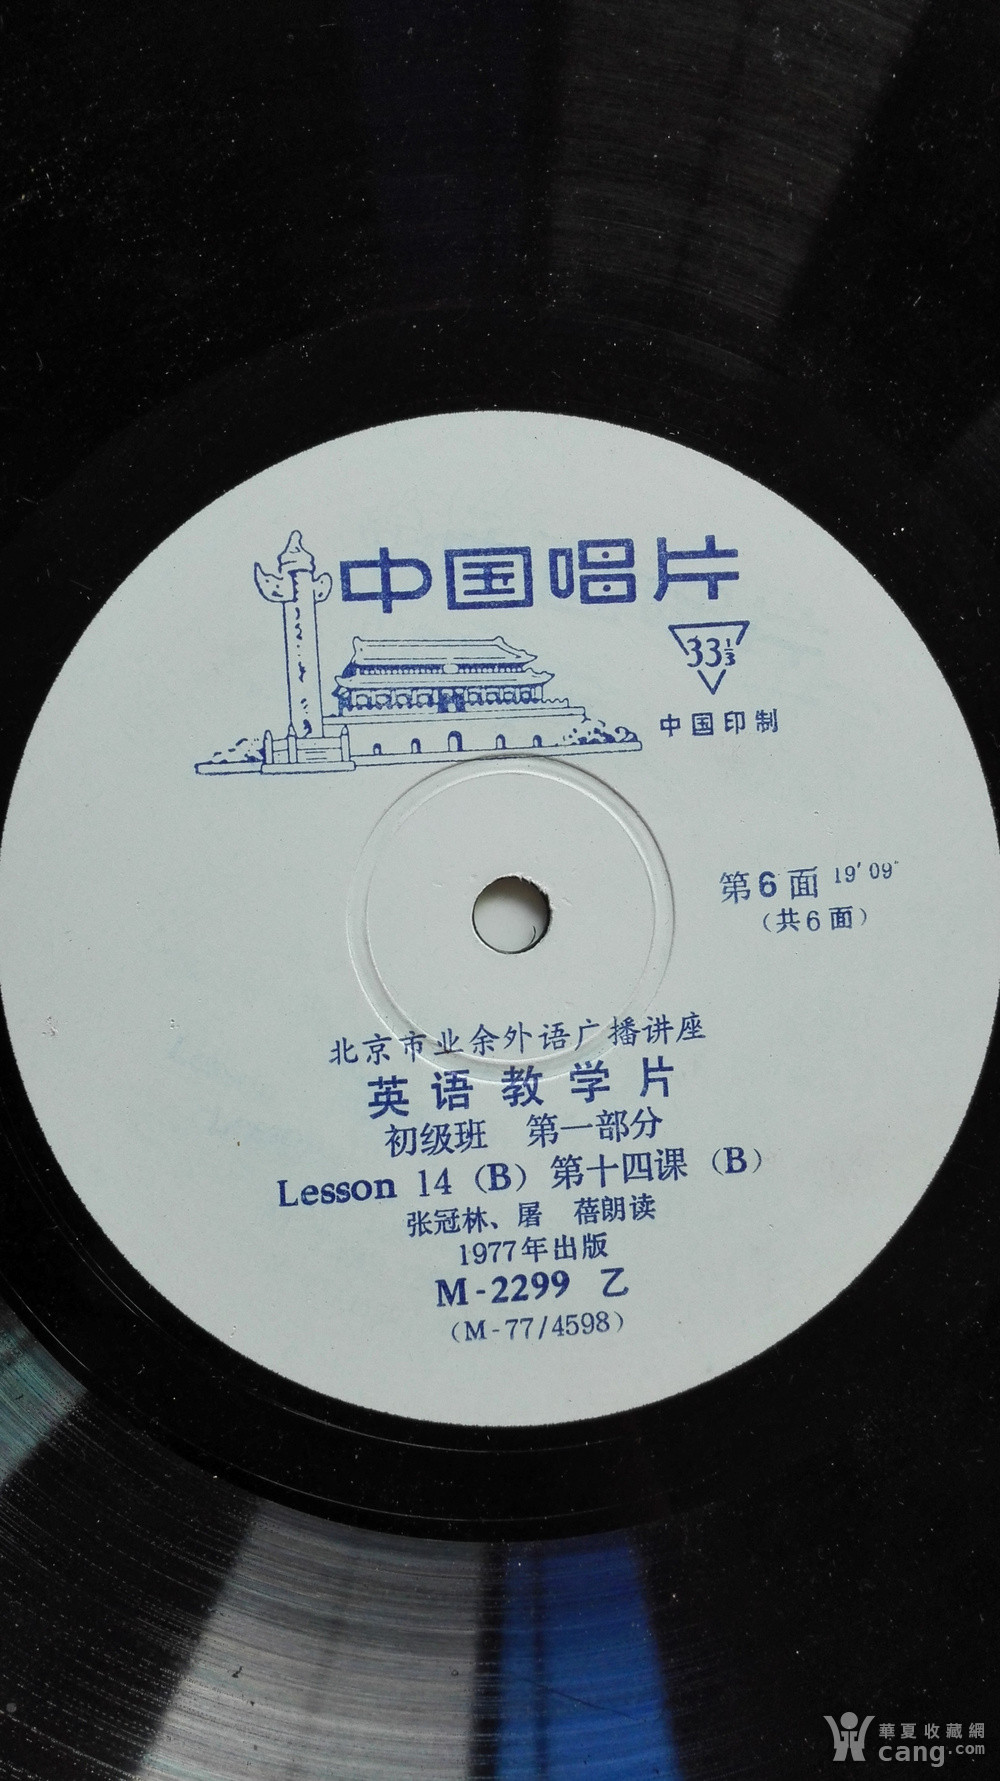 中国唱片
33⅓
中国印制
第6面 19′09″
（共6面）
北京市业余外语广播讲座
英语教学片
初级班 第一部分
Lesson 14（B）第十四课（B）
张冠林、屠 蓓朗读
1977年出版
M-2299 乙
（M-77/4598）
華夏收藏網
cang.com